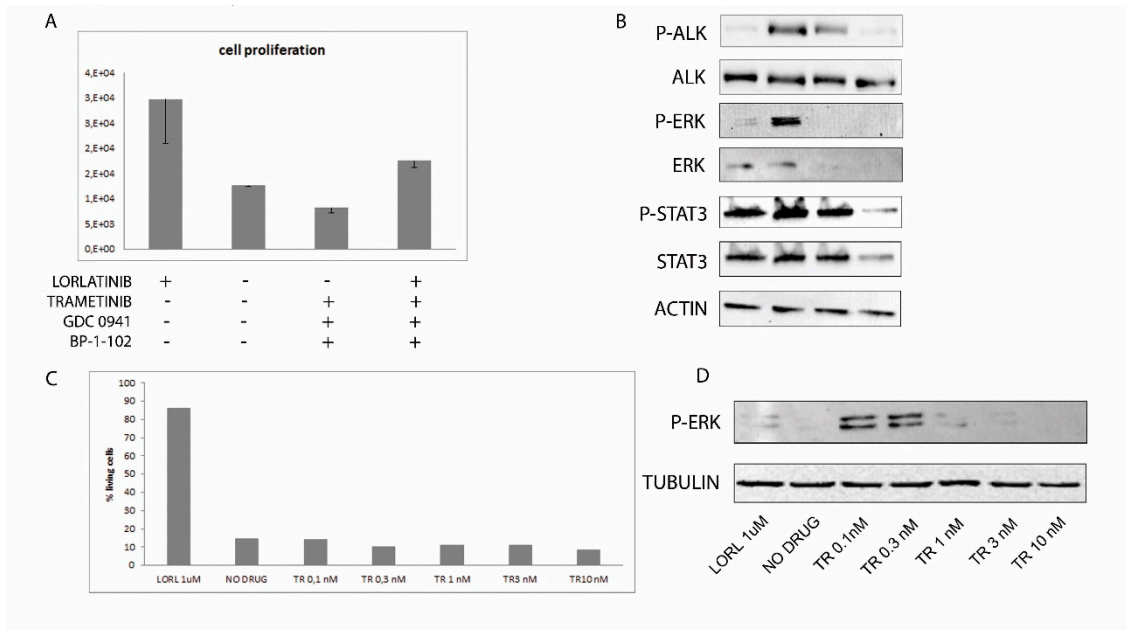 A
cell proliferation
4,E+04
3,E+04
3,E+04
2,E+04
2,E+04
1,E+04
5,E+03
0,E+00
LORLATINIB + - - +
TRAMETINIB - - + +
GDC 0941 - - + +
BP-1-102 - - + +
B
P-ALK
ALK
P-ERK
ERK
P-STAT3
STAT3
ACTIN
C
% living cells
100
90
80
70
60
50
40
30
20
10
0
LORL 1uM NO DRUG TR 0,1 nM TR 0,3 nM TR 1 nM TR3 nM TR10 nM
D
P-ERK
TUBULIN
LORL 1uM
NO DRUG
TR 0.1nM
TR 0.3 nM
TR 1 nM
TR 3 nM
TR 10 nM